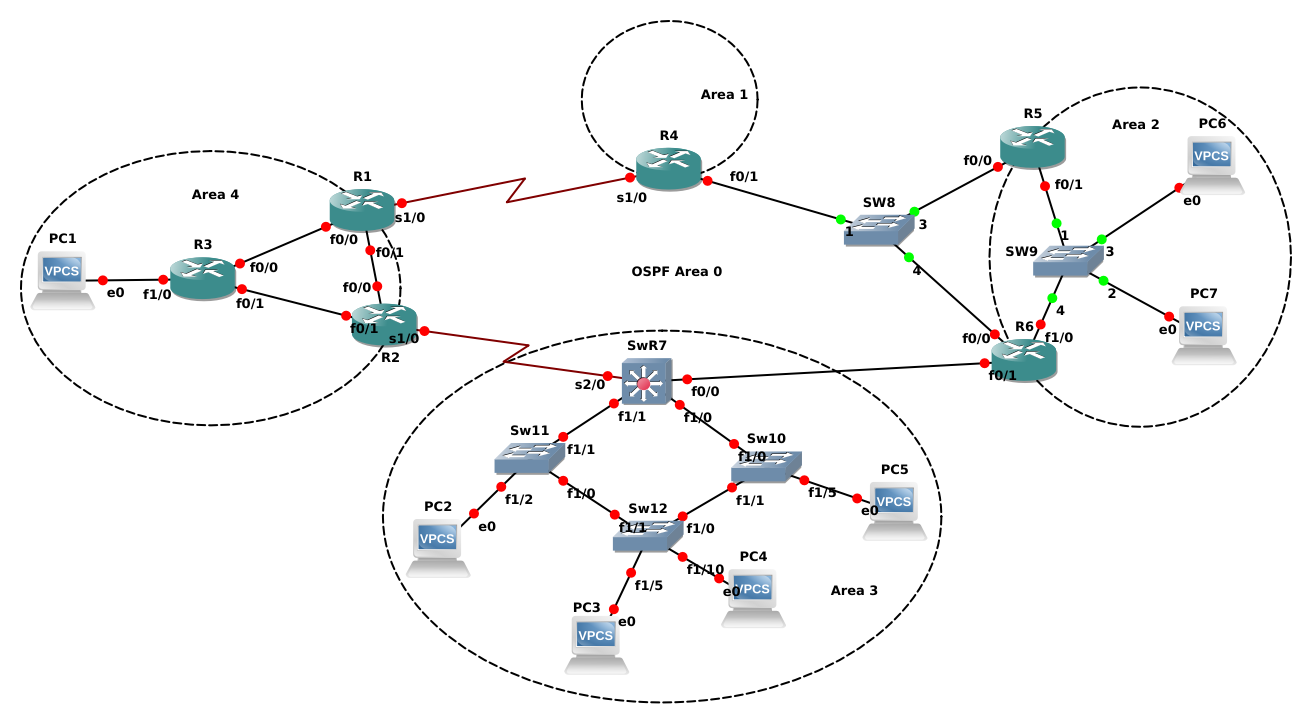 Area 1
R4
s1/0
f0/1
R5
f0/0
f0/1
Area 2
PC6
VPCS
e0
SW8
1
3
4
SW9
1
3
2
4
PC7
VPCS
e0
R6
f0/0
f1/0
f0/1
OSPF Area 0
Area 4
R1
s1/0
f0/0
f0/1
PC1
VPCS
e0
R3
f1/0
f0/0
f0/1
f0/0
f0/1
s1/0
R2
SwR7
s2/0
f0/0
f1/1
f1/0
Sw11
f1/1
f1/2
f1/0
Sw10
f1/0
f1/1
f1/5
PC5
VPCS
e0
PC2
VPCS
e0
Sw12
f1/1
f1/0
f1/5
f1/10
PC4
VPCS
e0
PC3
VPCS
e0
Area 3